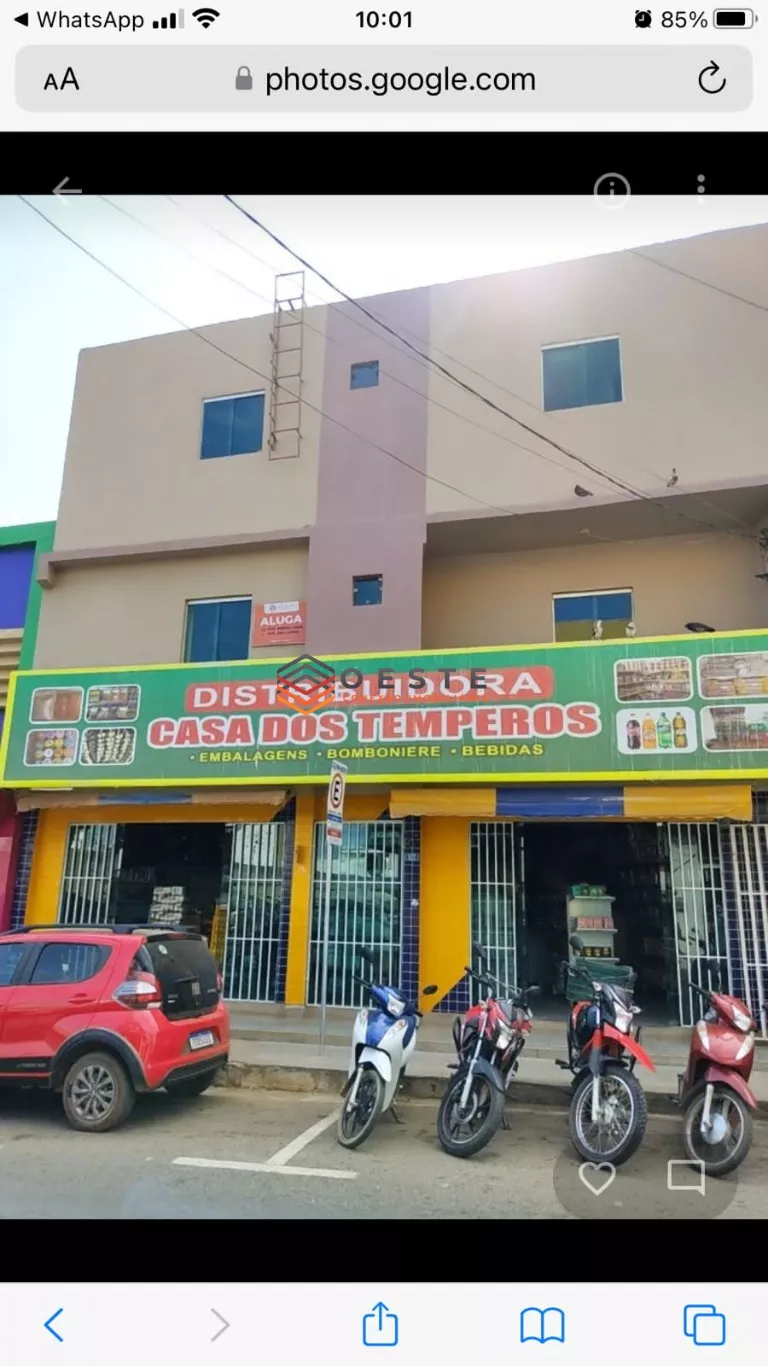 WhatsApp
10:01
85%
AA
photos.google.com
ALUGA
DISTRIBUIDORA
OESTE
CASA DOS TEMPEROS
• EMBALAGENS • BOMBONIERE • BEBIDAS
E